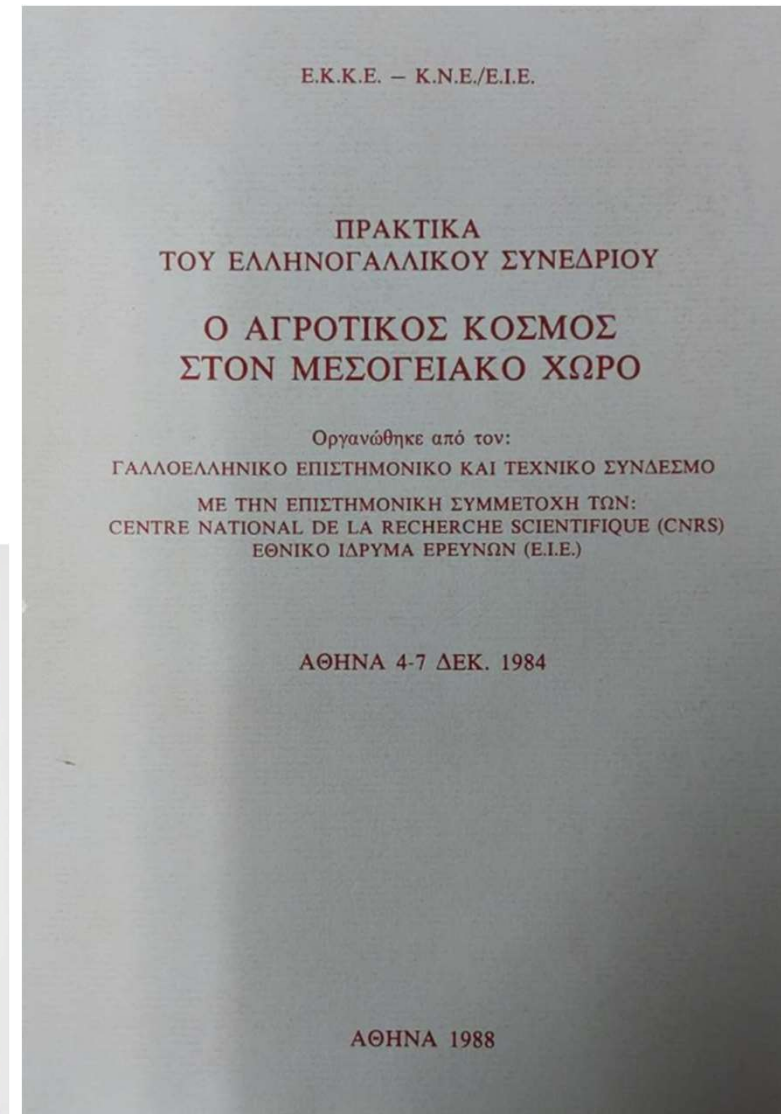 Ε.Κ.Κ.Ε. – Κ.Ν.Ε./Ε.Ι.Ε.
ΠΡΑΚΤΙΚΑ
ΤΟΥ ΕΛΛΗΝΟΓΑΛΛΙΚΟΥ ΣΥΝΕΔΡΙΟΥ
Ο ΑΓΡΟΤΙΚΟΣ ΚΟΣΜΟΣ
ΣΤΟΝ ΜΕΣΟΓΕΙΑΚΟ ΧΩΡΟ
Οργανώθηκε από τον:
ΓΑΛΛΟΕΛΛΗΝΙΚΟ ΕΠΙΣΤΗΜΟΝΙΚΟ ΚΑΙ ΤΕΧΝΙΚΟ ΣΥΝΔΕΣΜΟ
ΜΕ ΤΗΝ ΕΠΙΣΤΗΜΟΝΙΚΗ ΣΥΜΜΕΤΟΧΗ ΤΩΝ:
CENTRE NATIONAL DE LA RECHERCHE SCIENTIFIQUE (CNRS)
ΕΘΝΙΚΟ ΙΔΡΥΜΑ ΕΡΕΥΝΩΝ (Ε.Ι.Ε.)
ΑΘΗΝΑ 4-7 ΔΕΚ. 1984
ΑΘΗΝΑ 1988